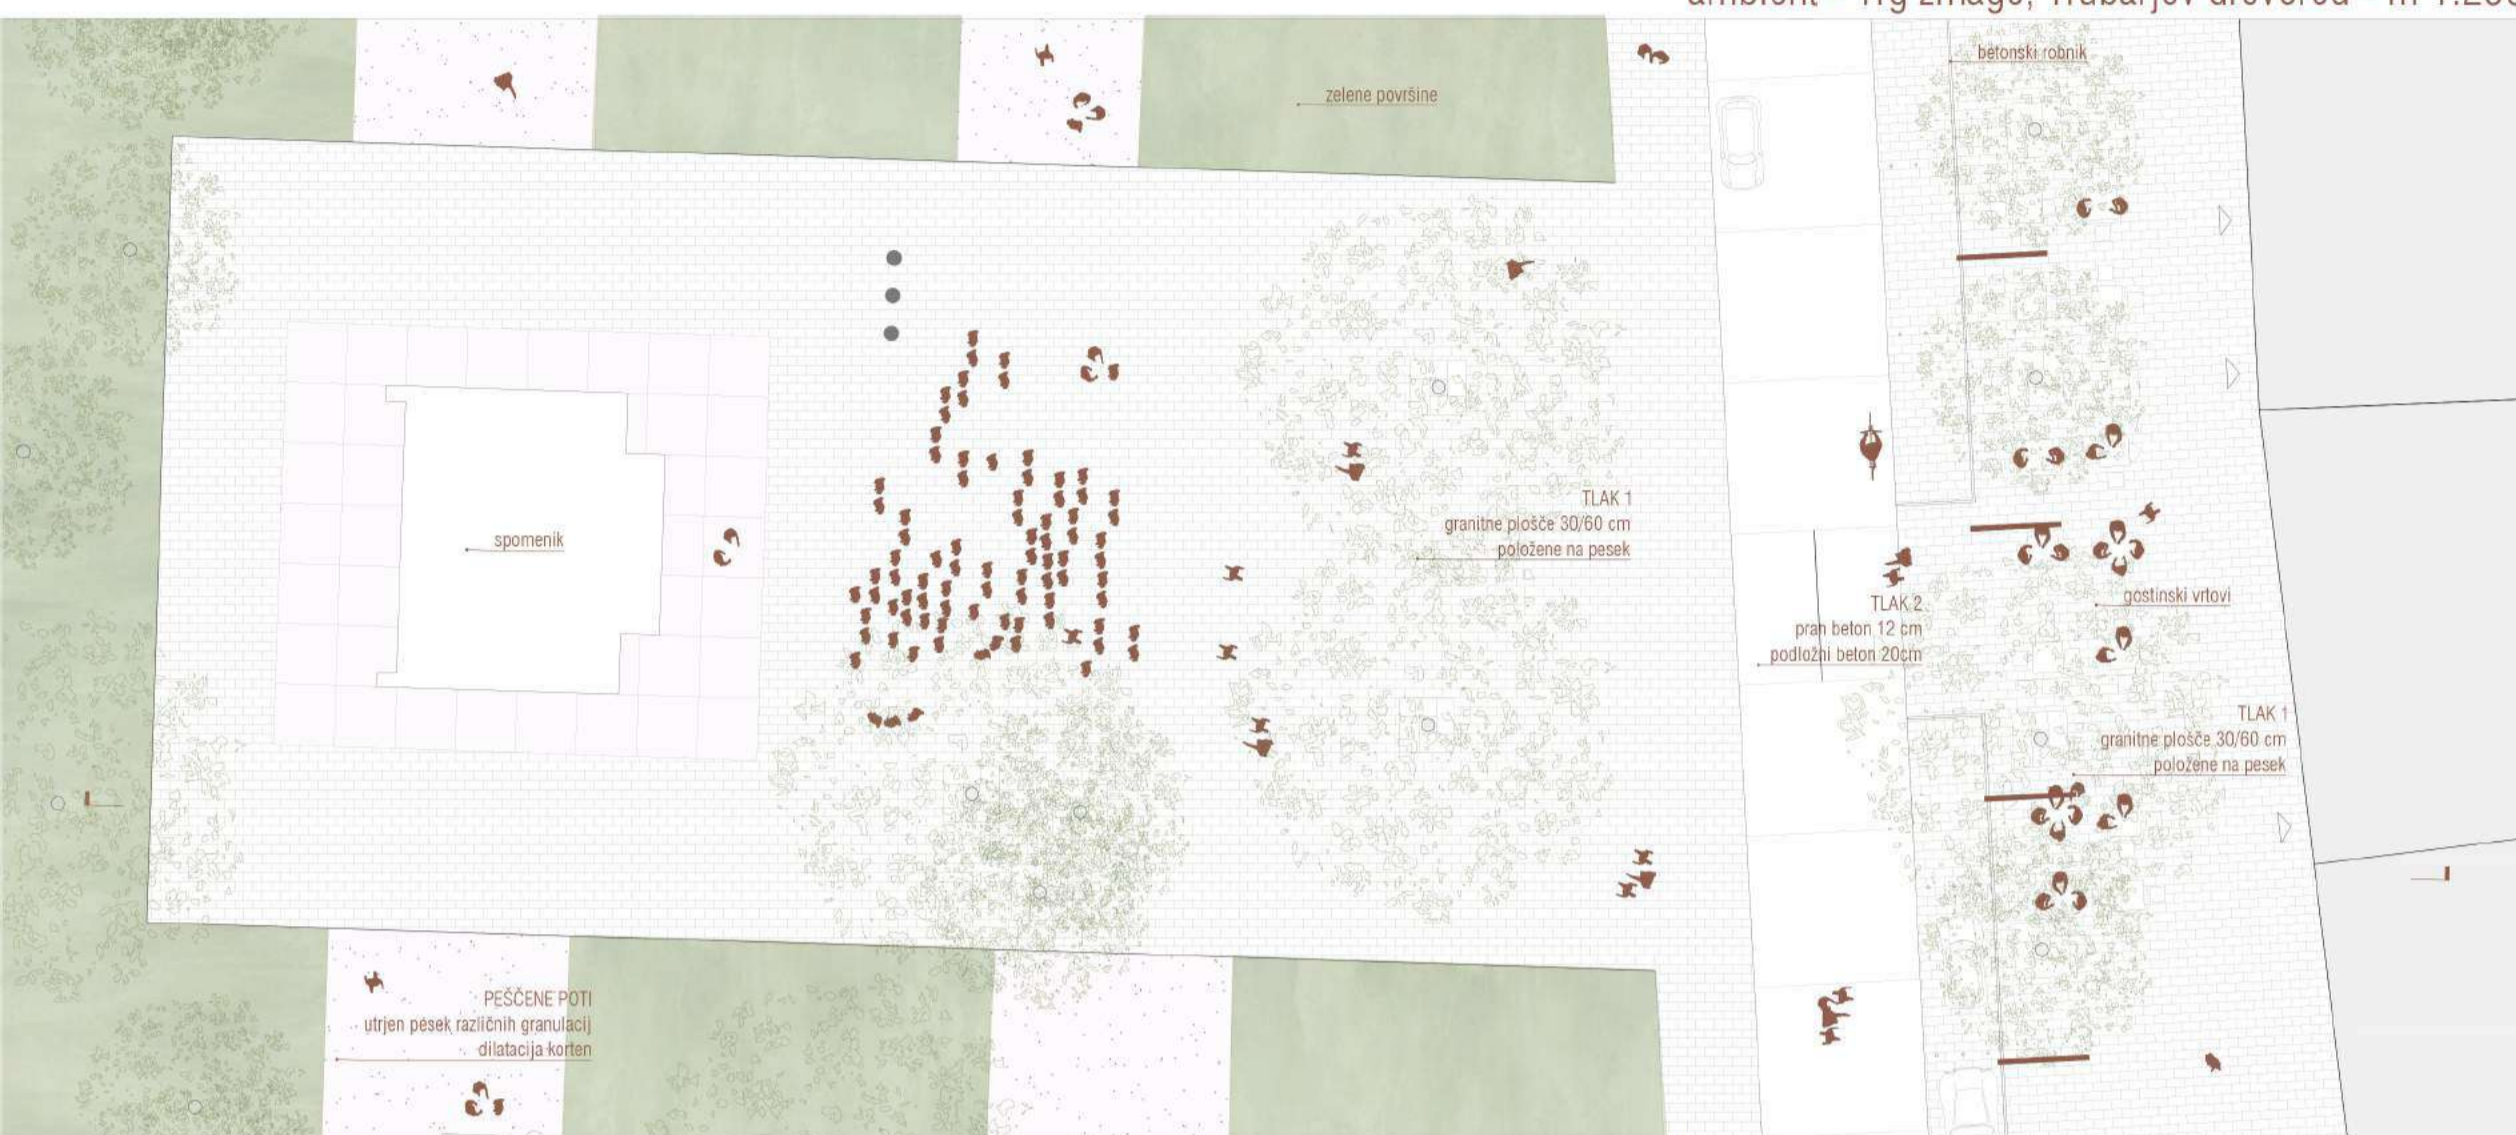 betonski robnik
zelene površine
TLAK 1
granitne plošče 30/60 cm
položene na pesek
spomenik
TLAK 2
pran beton 12 cm
podložni beton 20cm
gostinski vrtovi
TLAK 1
granitne plošče 30/60 cm
položene na pesek
PEŠČENE POTI
utrjen pesek različnih granulacij
dilatacija korten